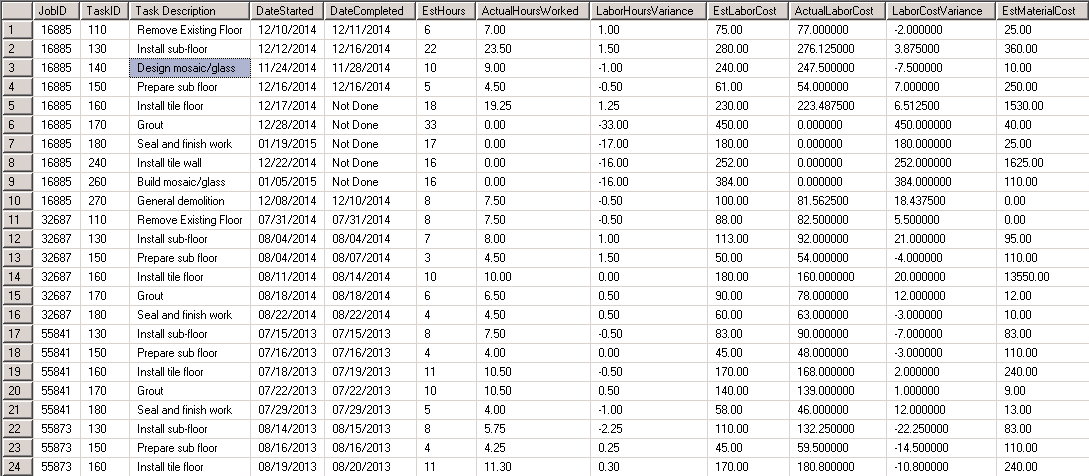 JobID TaskID Task Description DateStarted DateCompleted EstHours ActualHoursWorked LaborHoursVariance EstLaborCost ActualLaborCost LaborCostVariance EstMaterialCost
1 16885 110 Remove Existing Floor 12/10/2014 12/11/2014 6 7.00 1.00 75.00 77.000000 -2.000000 25.00
2 16885 130 Install sub-floor 12/12/2014 12/16/2014 22 23.50 1.50 280.00 276.125000 3.875000 360.00
3 16885 140 Design mosaic/glass 11/24/2014 11/28/2014 10 9.00 -1.00 240.00 247.500000 -7.500000 10.00
4 16885 150 Prepare sub floor 12/16/2014 12/16/2014 5 4.50 -0.50 61.00 54.000000 7.000000 250.00
5 16885 160 Install tile floor 12/17/2014 Not Done 18 19.25 1.25 230.00 223.487500 6.512500 1530.00
6 16885 170 Grout 12/28/2014 Not Done 33 0.00 -33.00 450.00 0.000000 450.000000 40.00
7 16885 180 Seal and finish work 01/19/2015 Not Done 17 0.00 -17.00 180.00 0.000000 180.000000 25.00
8 16885 240 Install tile wall 12/22/2014 Not Done 16 0.00 -16.00 252.00 0.000000 252.000000 1625.00
9 16885 260 Build mosaic/glass 01/05/2015 Not Done 16 0.00 -16.00 384.00 0.000000 384.000000 110.00
10 16885 270 General demolition 12/08/2014 12/10/2014 8 7.50 -0.50 100.00 81.562500 18.437500 0.00
11 32687 110 Remove Existing Floor 07/31/2014 07/31/2014 8 7.50 -0.50 88.00 82.500000 5.500000 0.00
12 32687 130 Install sub-floor 08/04/2014 08/04/2014 7 8.00 1.00 113.00 92.000000 21.000000 95.00
13 32687 150 Prepare sub floor 08/04/2014 08/07/2014 3 4.50 1.50 50.00 54.000000 -4.000000 110.00
14 32687 160 Install tile floor 08/11/2014 08/14/2014 10 10.00 0.00 180.00 160.000000 20.000000 13550.00
15 32687 170 Grout 08/18/2014 08/18/2014 6 6.50 0.50 90.00 78.000000 12.000000 12.00
16 32687 180 Seal and finish work 08/22/2014 08/22/2014 4 4.50 0.50 60.00 63.000000 -3.000000 10.00
17 55841 130 Install sub-floor 07/15/2013 07/15/2013 8 7.50 -0.50 83.00 90.000000 -7.000000 83.00
18 55841 150 Prepare sub floor 07/16/2013 07/16/2013 4 4.00 0.00 45.00 48.000000 -3.000000 110.00
19 55841 160 Install tile floor 07/18/2013 07/19/2013 11 10.50 -0.50 170.00 168.000000 2.000000 240.00
20 55841 170 Grout 07/22/2013 07/22/2013 10 10.50 0.50 140.00 139.000000 1.000000 9.00
21 55841 180 Seal and finish work 07/29/2013 07/29/2013 5 4.00 -1.00 58.00 46.000000 12.000000 13.00
22 55873 130 Install sub-floor 08/14/2013 08/15/2013 8 5.75 -2.25 110.00 132.250000 -22.250000 83.00
23 55873 150 Prepare sub floor 08/16/2013 08/16/2013 4 4.25 0.25 45.00 59.500000 -14.500000 110.00
24 55873 160 Install tile floor 08/19/2013 08/20/2013 11 11.30 0.30 170.00 180.800000 -10.800000 240.00